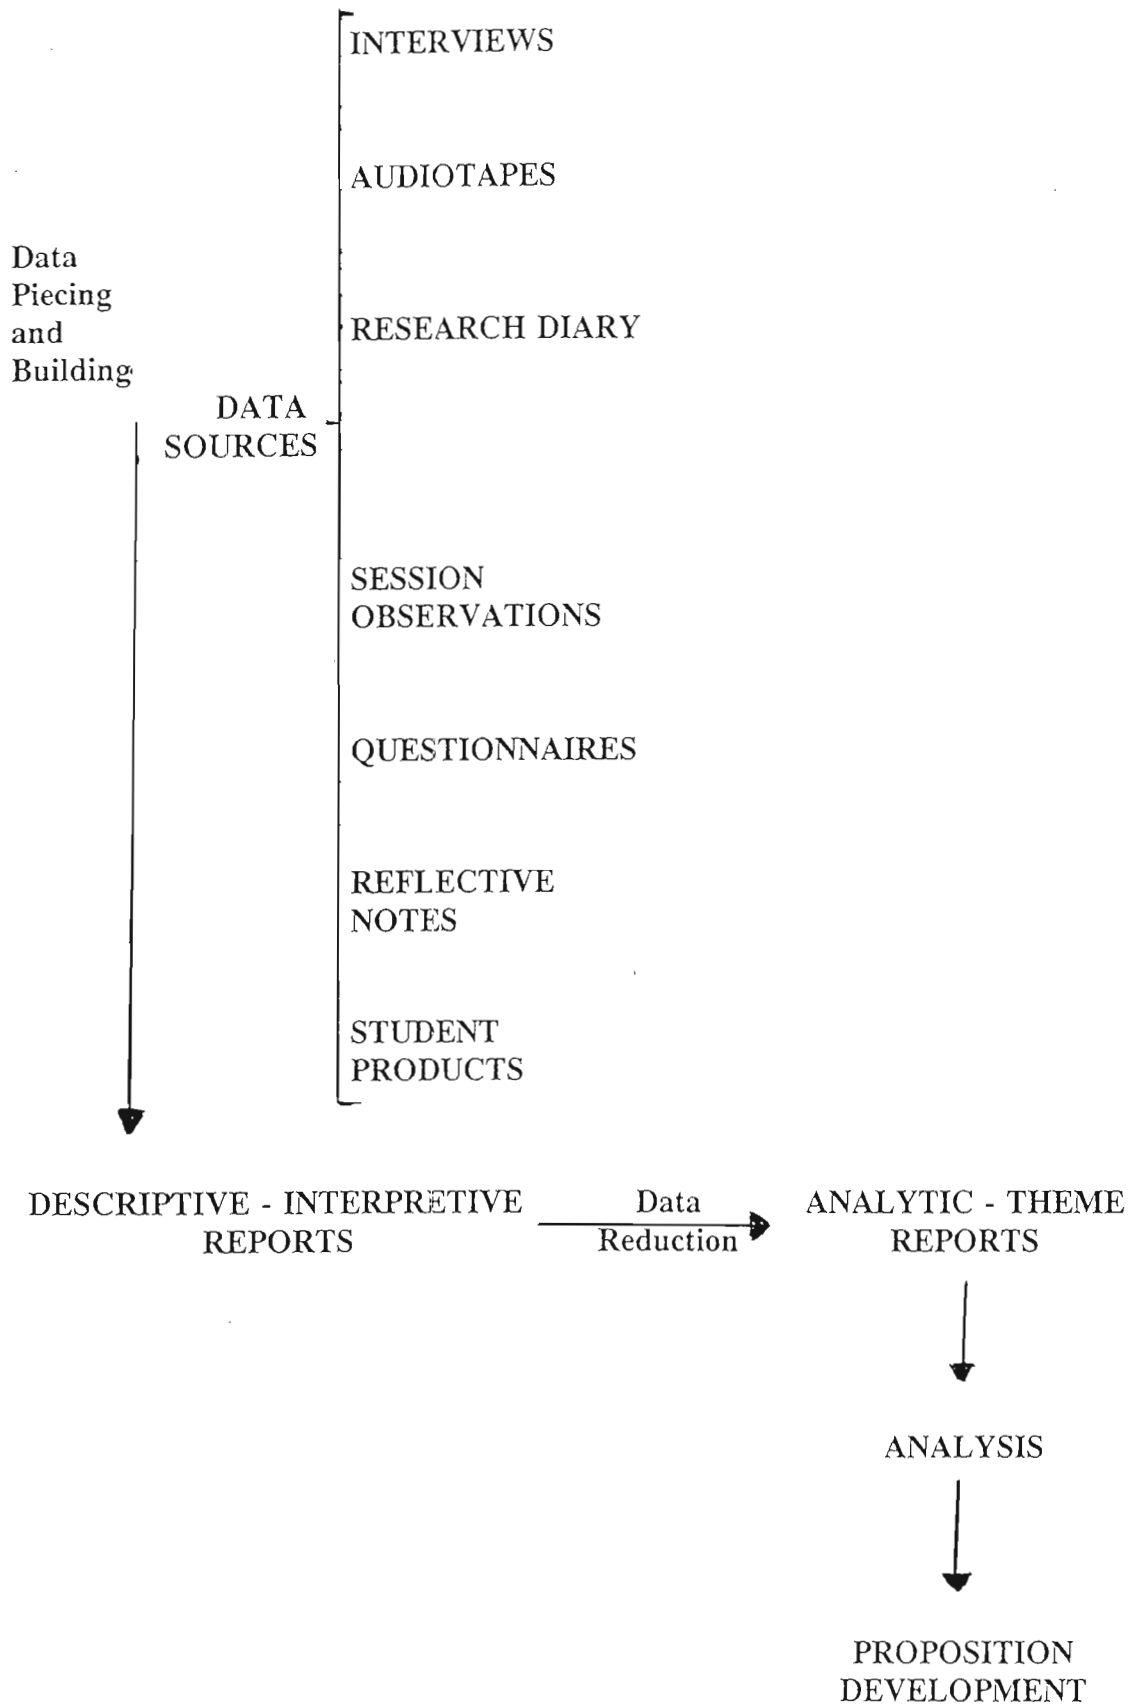 INTERVIEWS
AUDIOTAPES
Data
Piecing
and
Building
RESEARCH DIARY
DATA
SOURCES
SESSION
OBSERVATIONS
QUESTIONNAIRES
REFLECTIVE
NOTES
STUDENT
PRODUCTS
DESCRIPTIVE - INTERPRETIVE
REPORTS
Data
Reduction
ANALYTIC - THEME
REPORTS
ANALYSIS
PROPOSITION
DEVELOPMENT